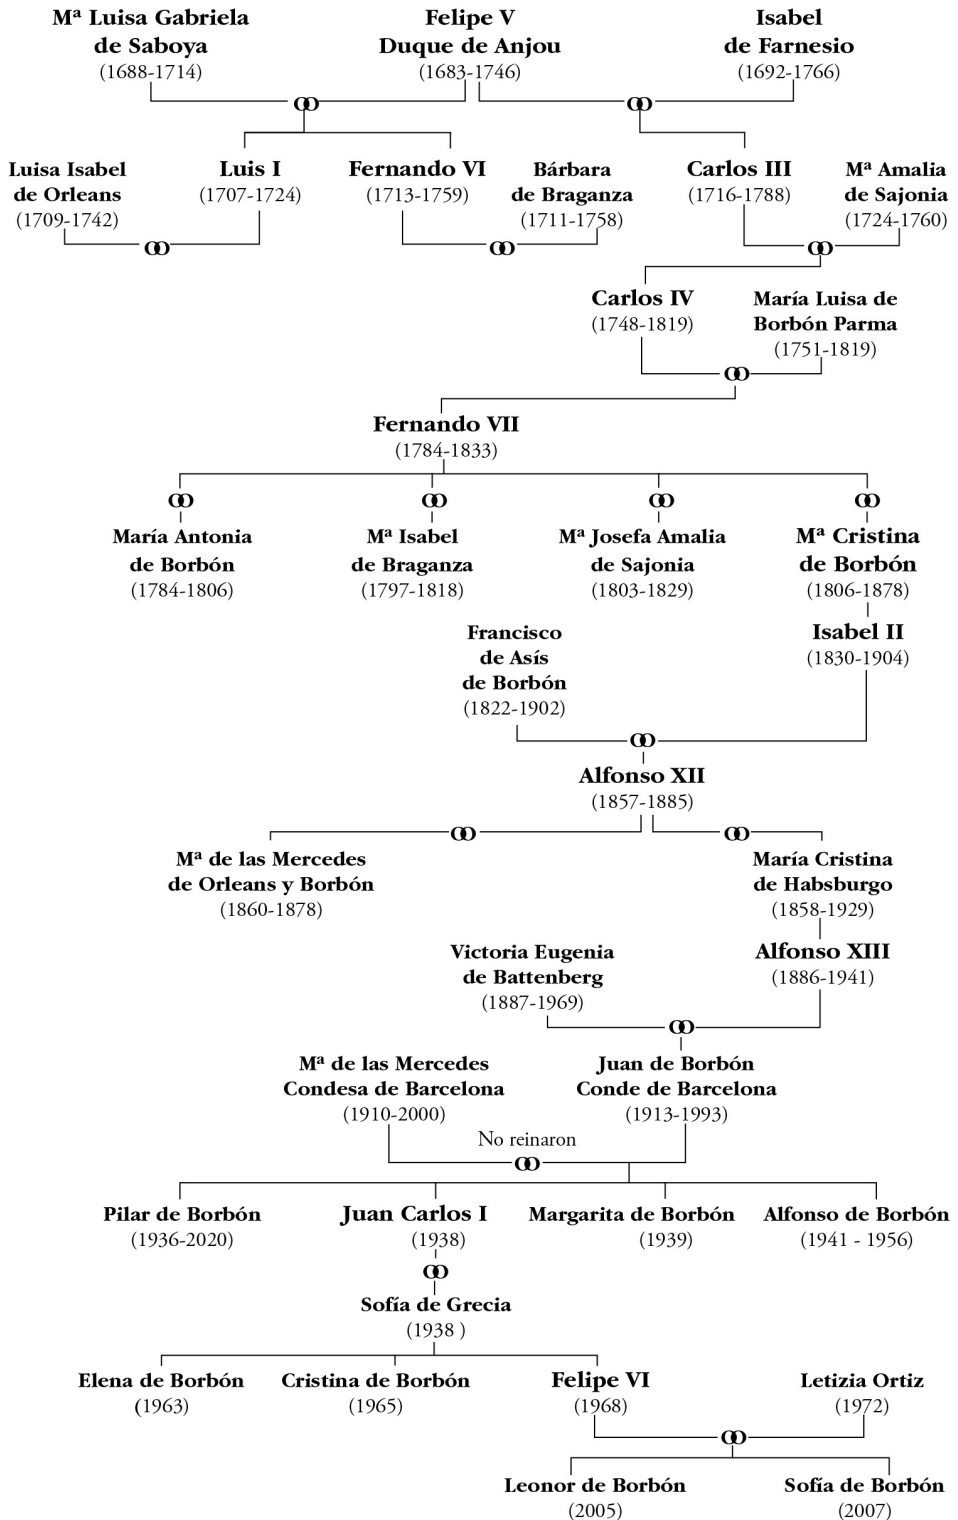 Mª Luisa Gabriela
de Saboya
(1688-1714)
Felipe V
Duque de Anjou
(1683-1746)
Isabel
de Farnesio
(1692-1766)
Luisa Isabel
de Orleans
(1709-1742)
Luis I
(1707-1724)
Fernando VI
(1713-1759)
Bárbara
de Braganza
(1711-1758)
Carlos III
(1716-1788)
Mª Amalia
de Sajonia
(1724-1760)
Carlos IV
(1748-1819)
María Luisa de
Borbón Parma
(1751-1819)
Fernando VII
(1784-1833)
María Antonia
de Borbón
(1784-1806)
Mª Isabel
de Braganza
(1797-1818)
Mª Josefa Amalia
de Sajonia
(1803-1829)
Mª Cristina
de Borbón
(1806-1878)
Francisco
de Asís
de Borbón
(1822-1902)
Isabel II
(1830-1904)
Alfonso XII
(1857-1885)
Mª de las Mercedes
de Orleans y Borbón
(1860-1878)
María Cristina
de Habsburgo
(1858-1929)
Victoria Eugenia
de Battenberg
(1887-1969)
Alfonso XIII
(1886-1941)
Mª de las Mercedes
Condesa de Barcelona
(1910-2000)
Juan de Borbón
Conde de Barcelona
(1913-1993)
No reinaron
Pilar de Borbón
(1936-2020)
Juan Carlos I
(1938)
Margarita de Borbón
(1939)
Alfonso de Borbón
(1941 - 1956)
Sofía de Grecia
(1938 )
Elena de Borbón
(1963)
Cristina de Borbón
(1965)
Felipe VI
(1968)
Letizia Ortiz
(1972)
Leonor de Borbón
(2005)
Sofía de Borbón
(2007)